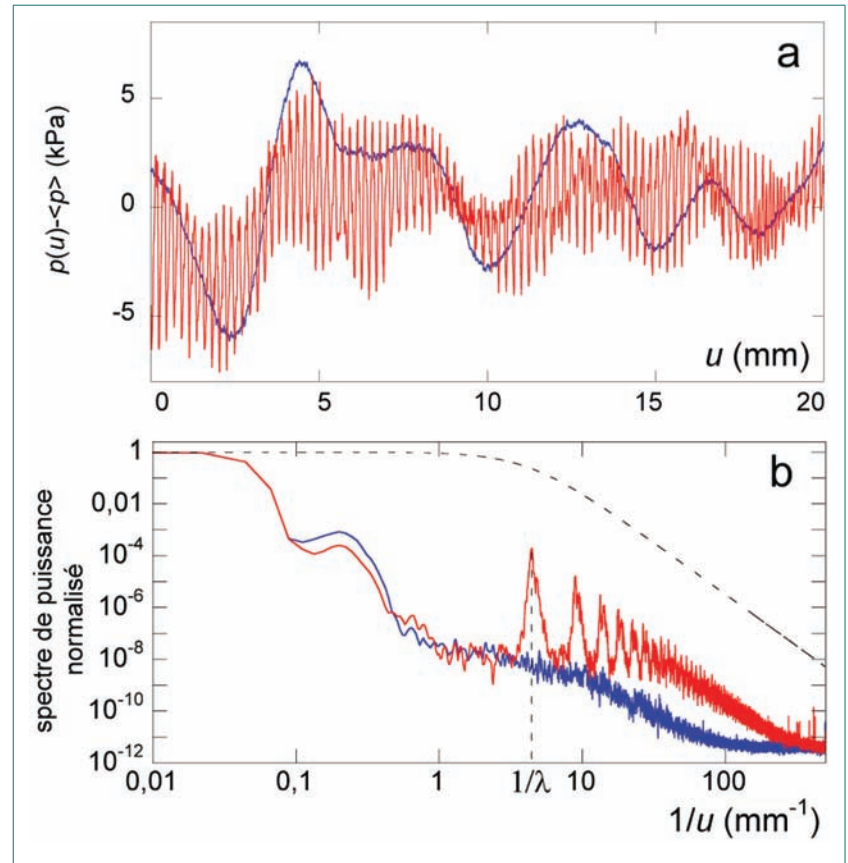 a
p(u)-<p> (kPa)
5
0
-5
u (mm)
0 5 10 15 20
b
spectre de puissance
normalisé
1
0,01
10⁻⁴
10⁻⁶
10⁻⁸
10⁻¹⁰
10⁻¹²
0,01 0,1 1 1/λ 10 100
1/u (mm⁻¹)